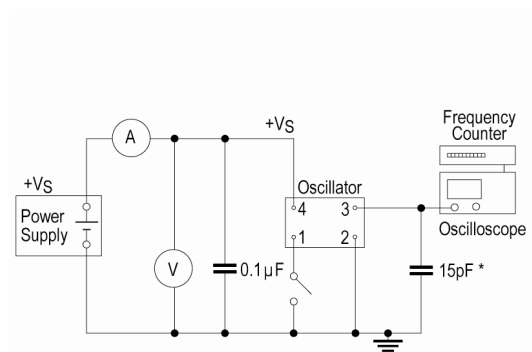 Frequency
Counter
+VS
A
Oscillator
+VS
4 3
Power
Supply
1 2
Oscilloscope
V
0.1µF
15pF *